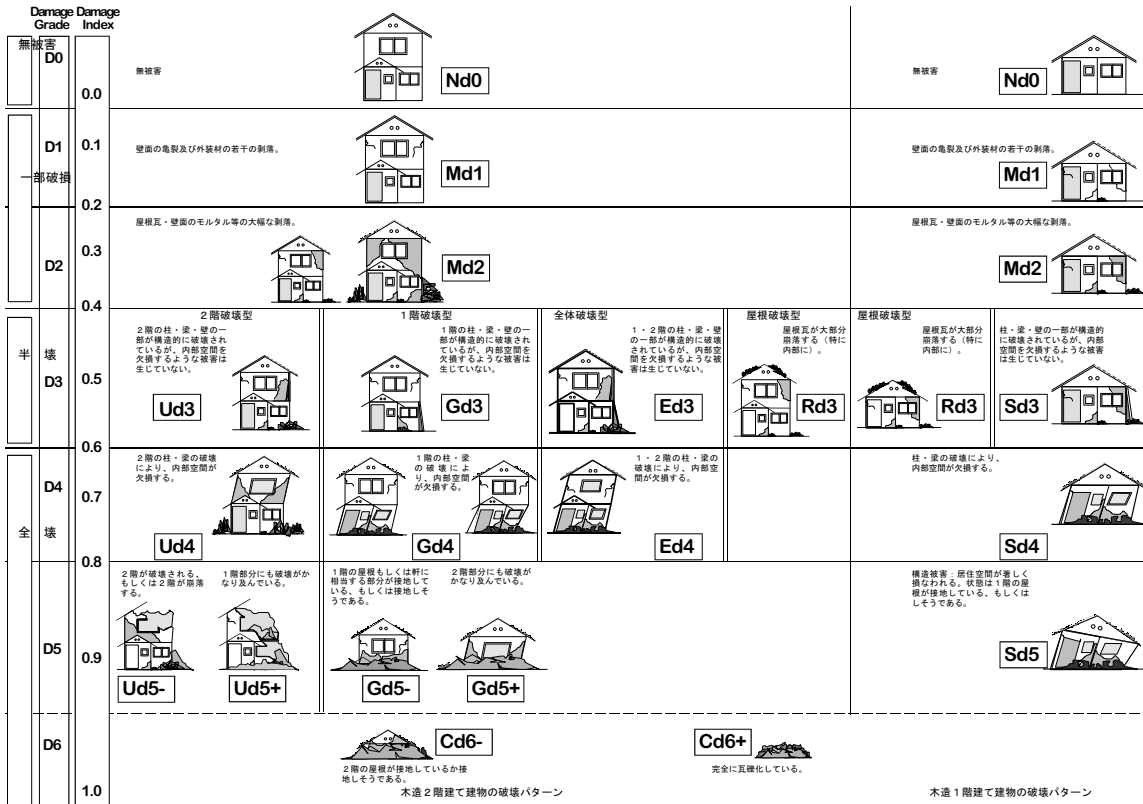 Damage Grade
Damage Index
無被害
D0
0.0
無被害
Nd0
無被害
Nd0
D1
0.1
一部破損
0.2
壁面の亀裂及び外装材の若干の剥落。
Md1
壁面の亀裂及び外装材の若干の剥落。
Md1
D2
0.3
0.4
屋根瓦・壁面のモルタル等の大幅な剥落。
Md2
屋根瓦・壁面のモルタル等の大幅な剥落。
Md2
半壊
D3
0.5
0.6
2階破壊型
2階の柱・梁・壁の一
部が構造的に破壊され
ているが、内部空間を
欠損するような被害は
生じていない。
Ud3
1階破壊型
1階の柱・梁・壁の一
部が構造的に破壊され
ているが、内部空間を
欠損するような被害は
生じていない。
Gd3
全体破壊型
1・2階の柱・梁・壁
の一部が構造的に破壊
されているが、内部空
間を欠損するような被
害は生じていない。
Ed3
屋根破壊型
屋根瓦が大部分
崩落する（特に
内部に）。
Rd3
屋根破壊型
屋根瓦が大部分
崩落する（特に
内部に）。
Rd3
柱・梁・壁の一部が構造的
に破壊されているが、内部
空間を欠損するような被害
は生じていない。
Sd3
全壊
D4
0.7
0.8
2階の柱・梁の破壊
により、内部空間が
欠損する。
Ud4
1階の柱・梁
の破壊によ
り、内部空間
が欠損する。
Gd4
1・2階の柱・梁の
破壊により、内部空
間が欠損する。
Ed4
柱・梁の破壊により、
内部空間が欠損する。
Sd4
D5
0.9
2階が破壊される、
もしくは2階が崩落
する。
Ud5-
1階部分にも破壊がか
なり及んでいる。
Ud5+
1階の屋根もしくは軒に
相当する部分が接地して
いる、もしくは接地しそ
うである。
Gd5-
2階部分にも破壊が
かなり及んでいる。
Gd5+
構造被害：居住空間が著しく
損なわれる。状態は1階の屋
根が接地している、もしくは
しそうである。
Sd5
D6
1.0
Cd6-
2階の屋根が接地しているか接
地しそうである。
Cd6+
完全に瓦礫化している。
木造2階建て建物の破壊パターン
木造1階建て建物の破壊パターン